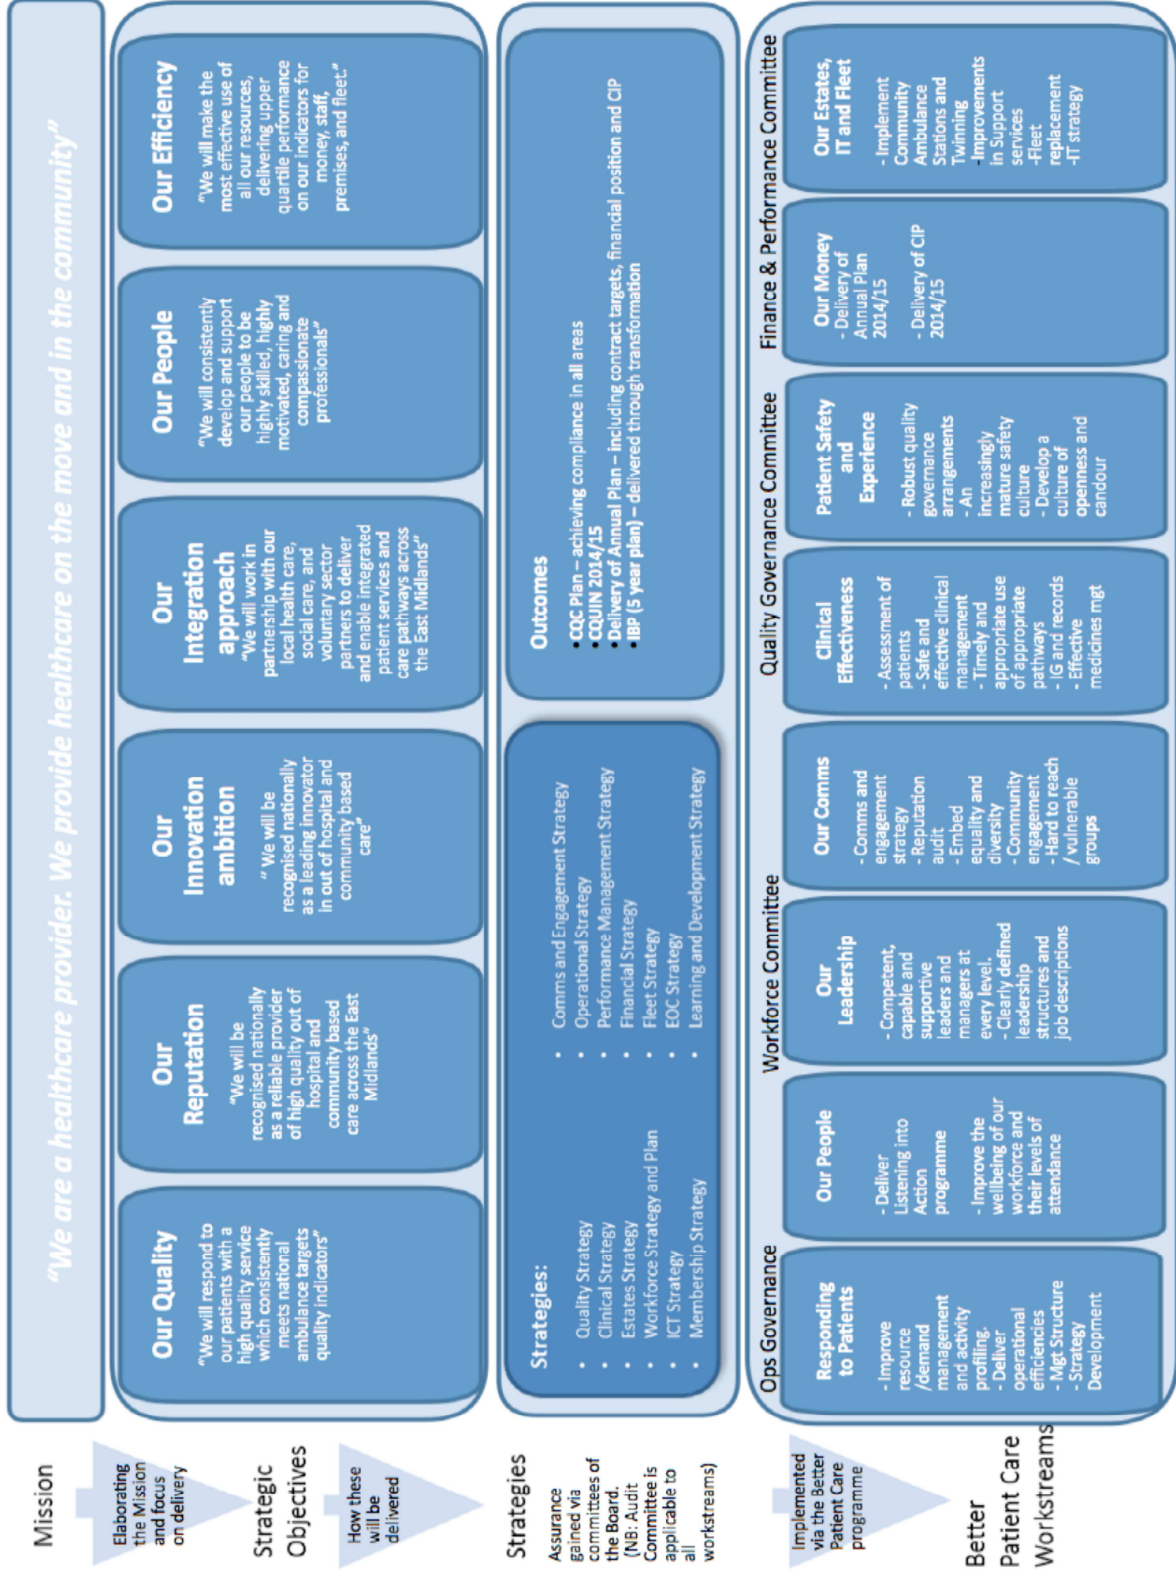 Mission
"We are a healthcare provider. We provide healthcare on the move and in the community"
Elaborating
the Mission
and focus
on delivery
Strategic
Objectives
Our Quality
"We will respond to
our patients with a
high quality service
which consistently
meets national
ambulance targets
quality indicators"
Our
Reputation
"We will be
recognised nationally
as a reliable provider
of high quality out of
hospital and
community based
care across the East
Midlands"
Our
Innovation
ambition
" We will be
recognised nationally
as a leading innovator
in out of hospital and
community based
care"
Our
Integration
approach
"We will work in
partnership with our
local health care,
social care, and
voluntary sector
partners to deliver
and enable integrated
patient services and
care pathways across
the East Midlands"
Our People
"We will consistently
develop and support
our people to be
highly skilled, highly
motivated, caring and
compassionate
professionals"
Our Efficiency
"We will make the
most effective use of
all our resources,
delivering upper
quartile performance
on our indicators for
money, staff,
premises, and fleet."
How these
will be
delivered
Strategies
Assurance
gained via
committees of
the Board.
(NB: Audit
Committee is
applicable to
all
workstreams)
Strategies:
• Quality Strategy
• Clinical Strategy
• Estates Strategy
• Workforce Strategy and Plan
• ICT Strategy
• Membership Strategy
• Comms and Engagement Strategy
• Operational Strategy
• Performance Management Strategy
• Financial Strategy
• Fleet Strategy
• EOC Strategy
• Learning and Development Strategy
Outcomes
• CQC Plan – achieving compliance in all areas
• CQUIN 2014/15
• Delivery of Annual Plan – including contract targets, financial position and CIP
• IBP (5 year plan) – delivered through transformation
Implemented
via the Better
Patient Care
programme
Better
Patient Care
Workstreams
Ops Governance
Workforce Committee
Quality Governance Committee
Finance & Performance Committee
Responding
to Patients
- Improve
resource
/demand
management
and activity
profiling.
- Deliver
operational
efficiencies
- Mgt Structure
- Strategy
Development
Our People
- Deliver
Listening into
Action
programme
- Improve the
wellbeing of our
workforce and
their levels of
attendance
Our
Leadership
- Competent,
capable and
supportive
leaders and
managers at
every level.
- Clearly defined
leadership
structures and
job descriptions
Our Comms
- Comms and
engagement
strategy
- Reputation
audit
- Embed
equality and
diversity
- Community
engagement
- Hard to reach
/ vulnerable
groups
Clinical
Effectiveness
- Assessment of
patients
- Safe and
effective clinical
management
- Timely and
appropriate use
of appropriate
pathways
- IG and records
- Effective
medicines mgt
Patient Safety
and
Experience
- Robust quality
governance
arrangements
- An
increasingly
mature safety
culture
- Develop a
culture of
openness and
candour
Our Money
- Delivery of
Annual Plan
2014/15
- Delivery of CIP
2014/15
Our Estates,
IT and Fleet
- Implement
Community
Ambulance
Stations and
Twinning
-Improvements
in Support
services
-Fleet
replacement
-IT strategy